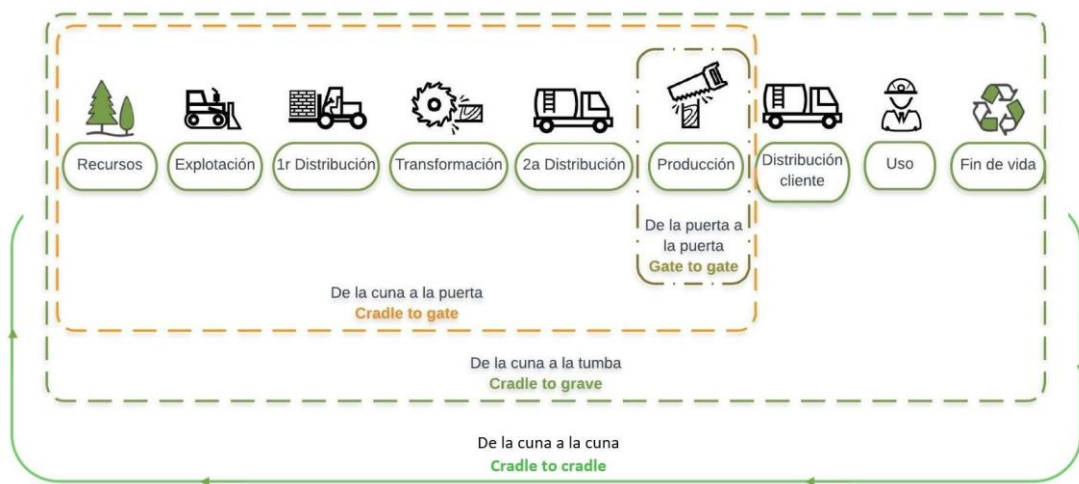 Recursos
Explotación
1r Distribución
Transformación
2a Distribución
Producción
Distribución
cliente
Uso
Fin de vida
De la puerta a
la puerta
Gate to gate
De la cuna a la puerta
Cradle to gate
De la cuna a la tumba
Cradle to grave
De la cuna a la cuna
Cradle to cradle